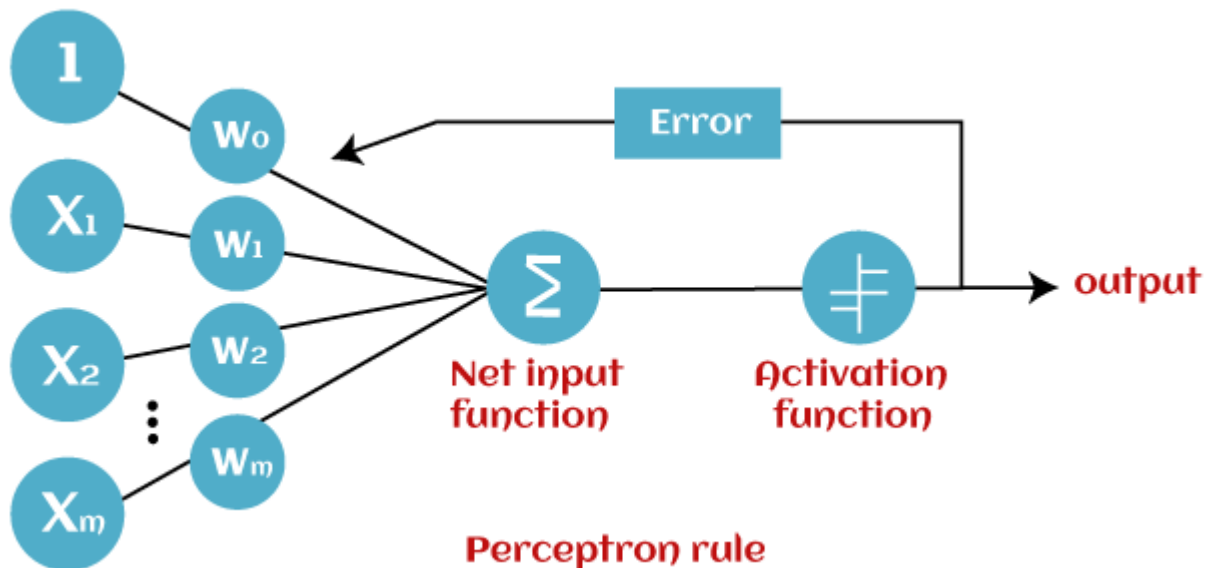 1
W0
Error
X1
W1
Σ
output
X2
W2
Net input
function
Activation
function
Wm
Xm
Perceptron rule